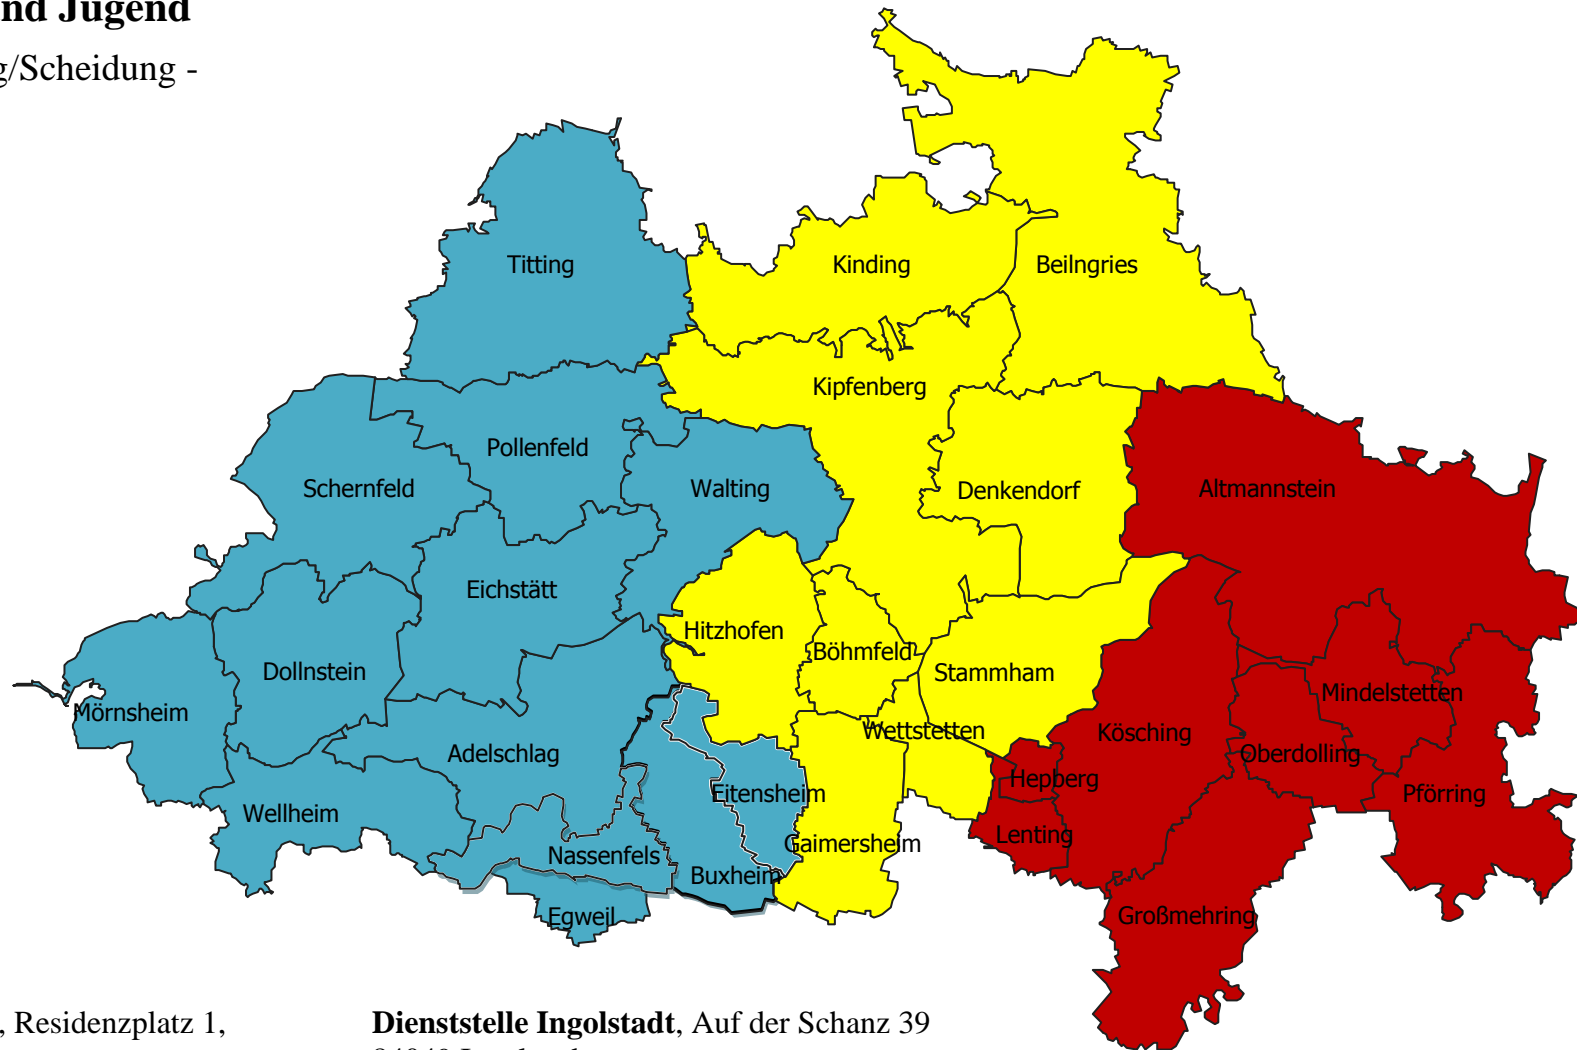 nd Jugend
g/Scheidung -
Titting
Kinding
Beilngries
Kipfenberg
Pollenfeld
Schernfeld
Walting
Denkendorf
Altmannstein
Eichstätt
Hitzhofen
Böhmfeld
Dollnstein
Stammham
Mindelstetten
Mörnsheim
Wettstetten
Kösching
Adelschlag
Oberdolling
Hepberg
Eitensheim
Pförring
Wellheim
Lenting
Gaimersheim
Nassenfels
Buxheim
Egweil
Großmehring
, Residenzplatz 1,
Dienststelle Ingolstadt, Auf der Schanz 39